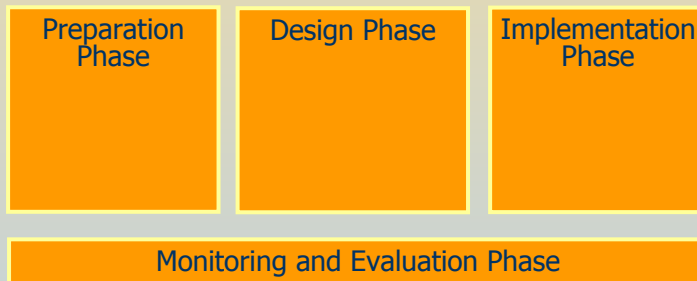 Preparation
Phase
Design Phase
Implementation
Phase
Monitoring and Evaluation Phase